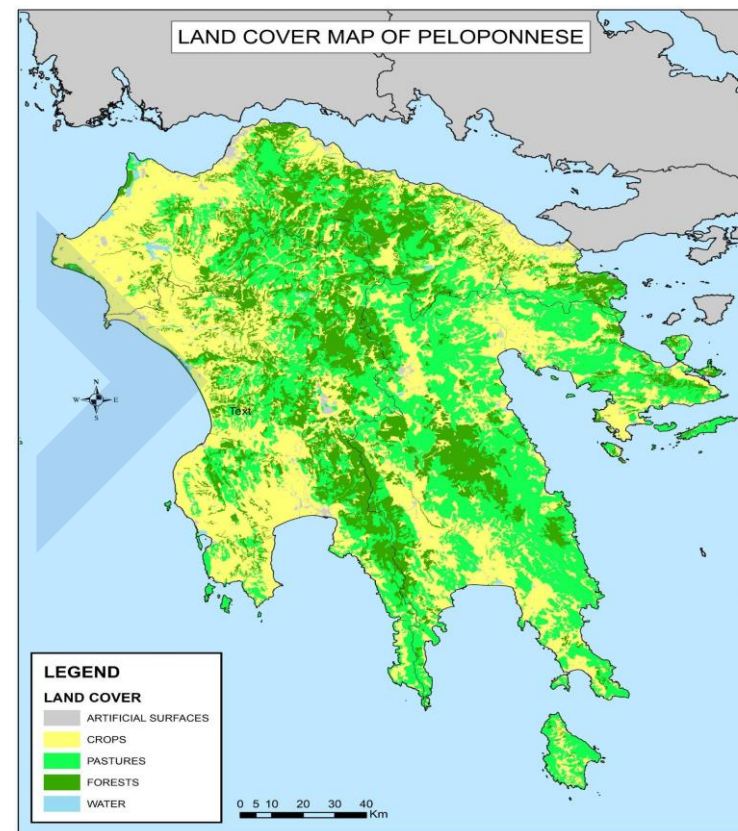 LAND COVER MAP OF PELOPONNESE
N
W E
S
Text
LEGEND
LAND COVER
ARTIFICIAL SURFACES
CROPS
PASTURES
FORESTS
WATER
0 5 10 20 30 40
Km